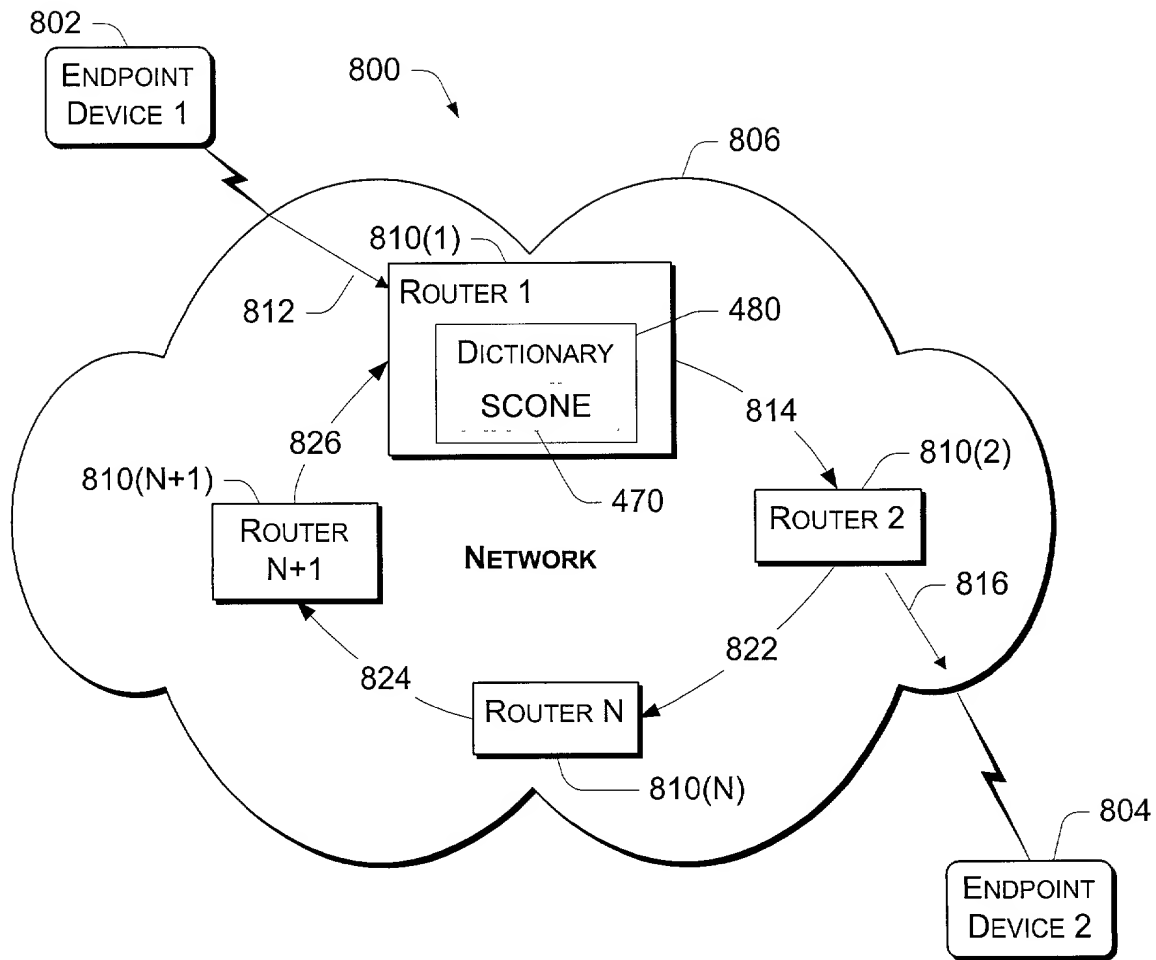 802
ENDPOINT
DEVICE 1
800
806
810(1)
ROUTER 1
812
480
DICTIONARY
SCONE
814
826
810(N+1)
810(2)
470
ROUTER
N+1
ROUTER 2
NETWORK
816
822
824
ROUTER N
810(N)
804
ENDPOINT
DEVICE 2